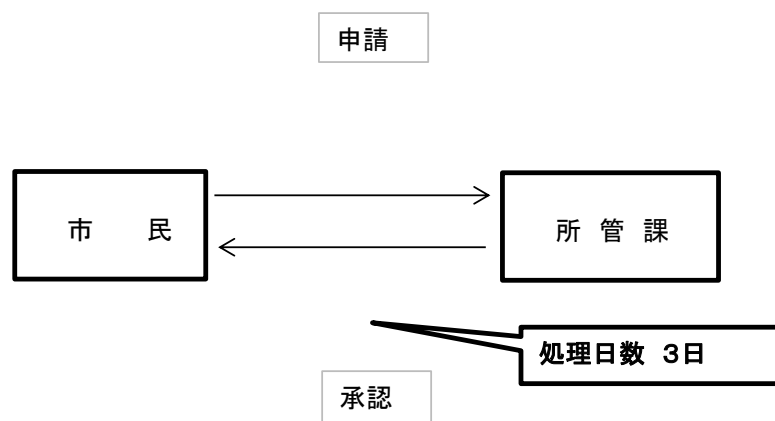 申請
市　　民
所 管 課
処理日数 ３日
承認